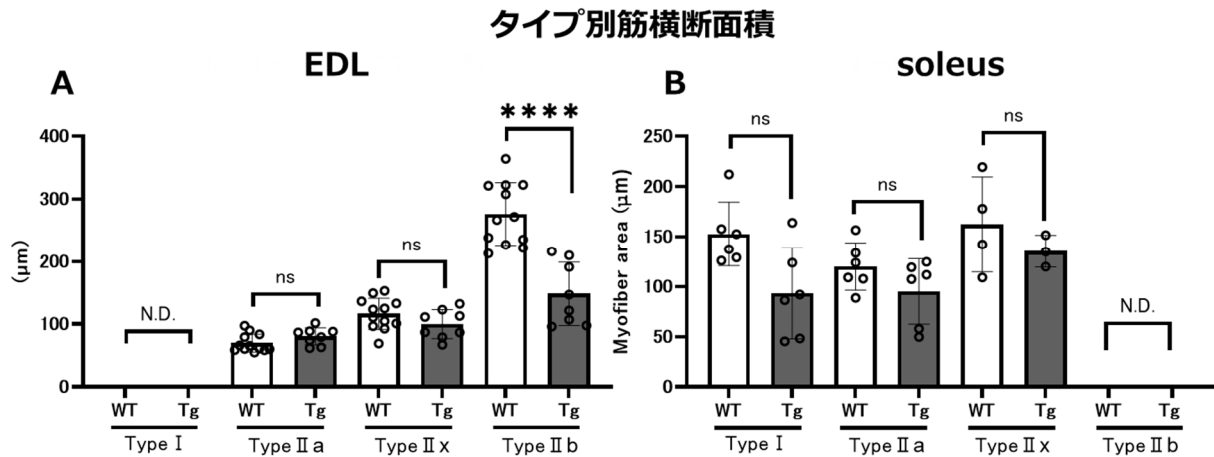 タイプ別筋横断面積
EDL
A
****
400
300
200
100
0
(μm)
N.D.
ns
ns
WT Tg WT Tg WT Tg WT Tg
Type Ⅰ Type Ⅱa Type Ⅱx Type Ⅱb
soleus
B
250
200
150
100
50
0
Myofiber area (μm)
ns
ns
ns
N.D.
WT Tg WT Tg WT Tg WT Tg
Type Ⅰ Type Ⅱa Type Ⅱx Type Ⅱb